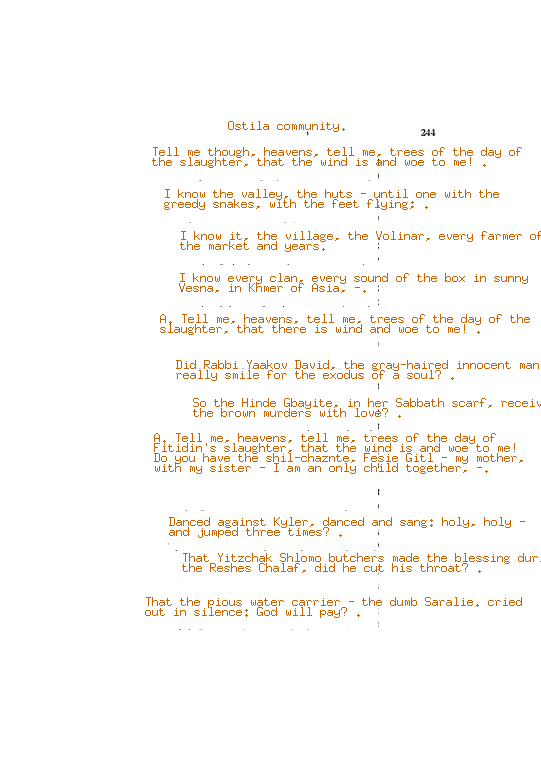 Ostila community.
244
Tell me though, heavens, tell me, trees of the day of
the slaughter, that the wind is and woe to me! .
I know the valley, the huts - until one with the
greedy snakes, with the feet flying; .
I know it, the village, the Volinar, every farmer of
the market and years.
I know every clan, every sound of the box in sunny
Vesna, in Khmer of Asia, -.
A. Tell me, heavens, tell me, trees of the day of the
slaughter, that there is wind and woe to me! .
Did Rabbi Yaakov David, the gray-haired innocent man
really smile for the exodus of a soul? .
So the Hinde Gbayite, in her Sabbath scarf, receiv
the brown murders with love? .
A. Tell me, heavens, tell me, trees of the day of
Fitidin's slaughter, that the wind is and woe to me!
Do you have the shil-chaznte, Fesie Gitl - my mother,
with my sister - I am an only child together, -.
Danced against Kyler, danced and sang: holy, holy -
and jumped three times? .
That Yitzchak Shlomo butchers made the blessing duri
the Reshes Chalaf, did he cut his throat? .
That the pious water carrier - the dumb Saralie. cried
out in silence: God will pay? .